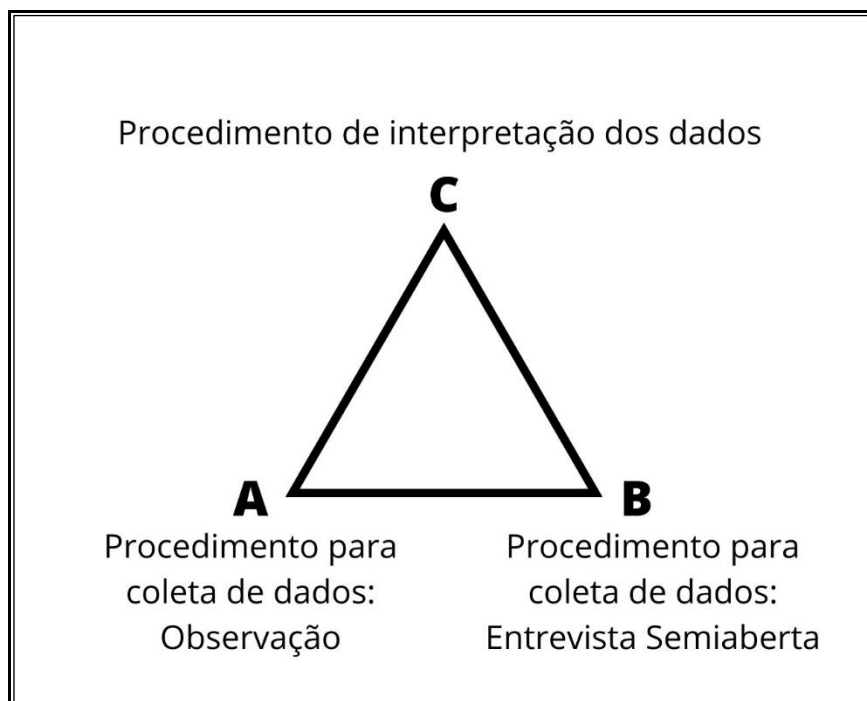 Procedimento de interpretação dos dados
C
A
B
Procedimento para
coleta de dados:
Observação
Procedimento para
coleta de dados:
Entrevista Semiaberta